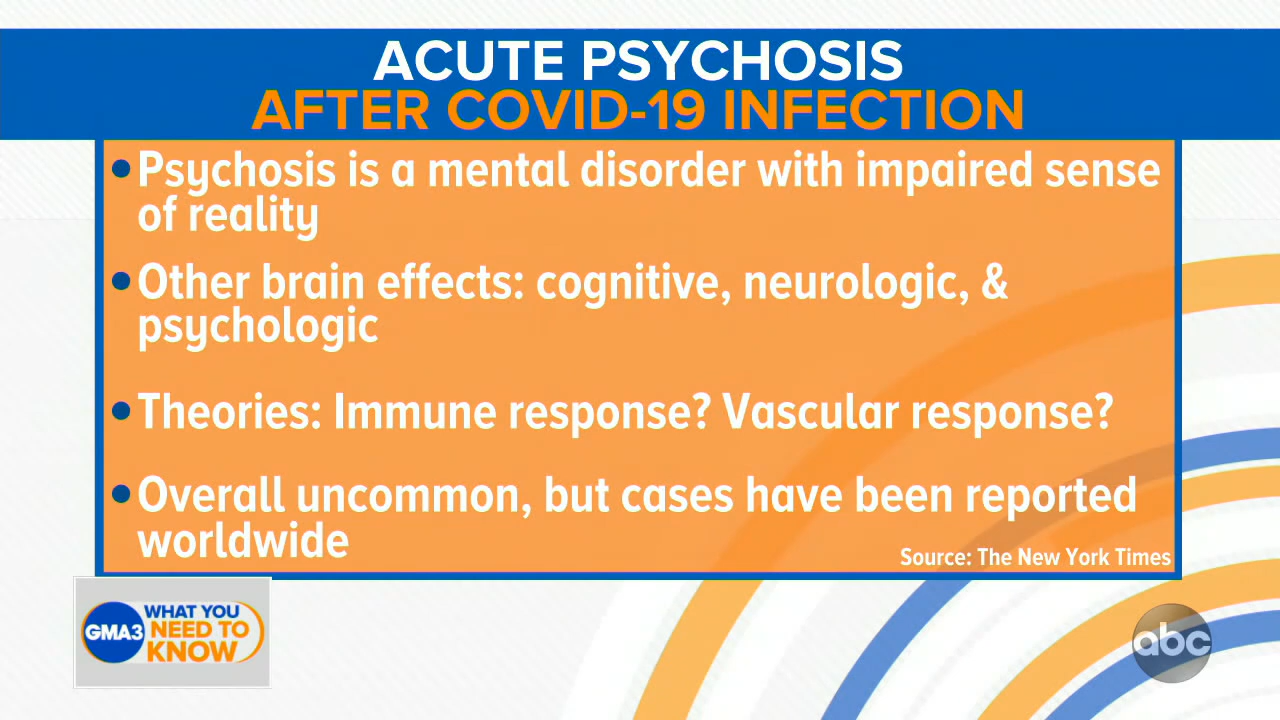 ACUTE PSYCHOSIS
AFTER COVID-19 INFECTION
• Psychosis is a mental disorder with impaired sense
of reality
• Other brain effects: cognitive, neurologic, &
psychologic
• Theories: Immune response? Vascular response?
• Overall uncommon, but cases have been reported
worldwide
Source: The New York Times
GMA3
WHAT YOU
NEED TO
KNOW
abc